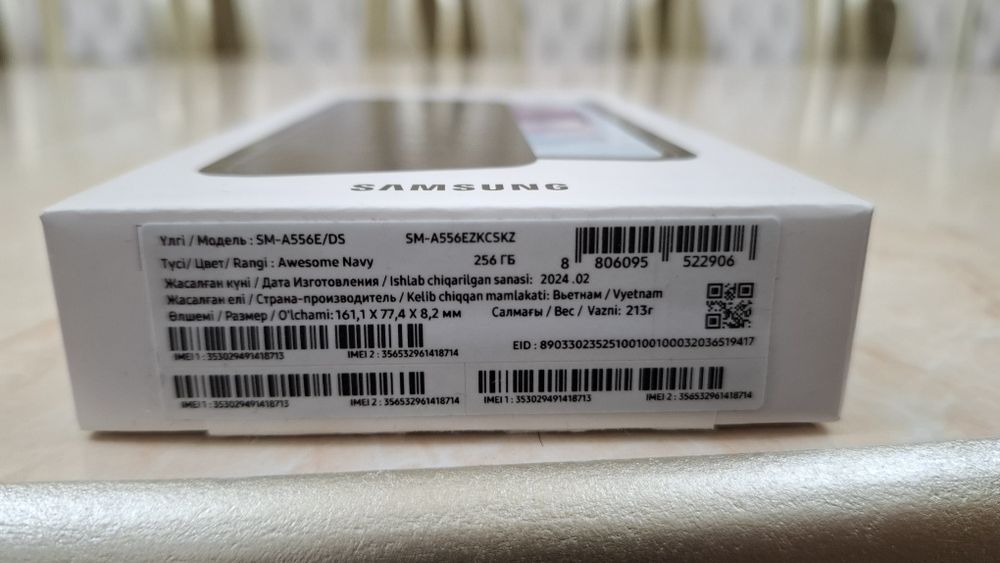 SAMSUNG
Үлгі / Модель : SM-A556E/DS SM-A556EZKCSKZ
Түсі/ Цвет/ Rangi : Awesome Navy 256 ГБ 8 806095 522906
Жасалған күні / Дата Изготовления / Ishlab chiqarilgan sanasi: 2024 .02
Жасалған елі / Страна-производитель / Kelib chiqqan mamlakati: Вьетнам / Vyetnam
Өлшемі / Размер / O'lchami: 161,1 X 77,4 X 8,2 мм Салмағы / Вес / Vazni: 213г
IMEI 1 : 353029491418713 IMEI 2 : 356532961418714 EID : 89033023525100100100032036519417
IMEI 1 : 353029491418713 IMEI 2 : 356532961418714 IMEI 1 : 353029491418713 IMEI 2 : 356532961418714